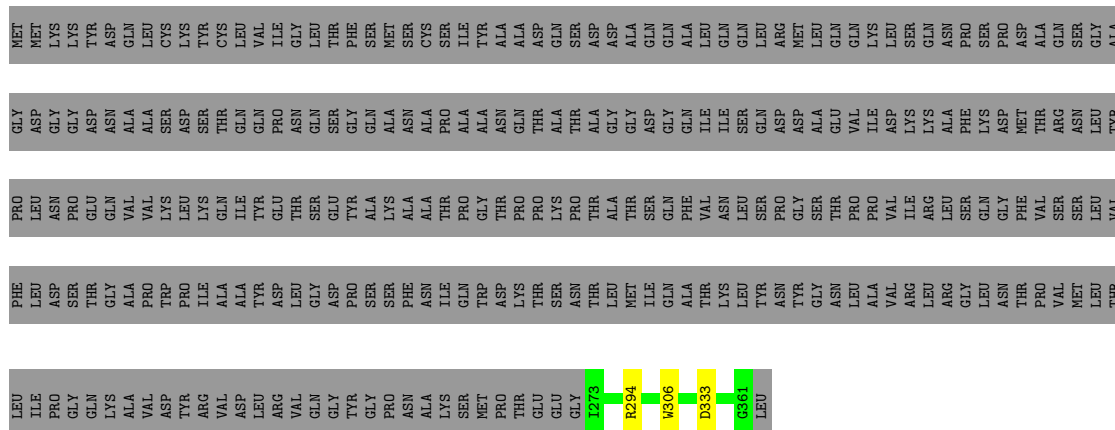 MET MET LYS LYS TYR ASP GLN LEU CYS LYS TYR CYS LEU VAL ILE GLY LEU THR PHE SER MET SER CYS SER ILE TYR ALA ALA ASP GLN SER ASP ASP ALA GLN GLN ALA LEU GLN GLN LEU ARG MET LEU GLN GLN LYS LEU SER GLN ASN PRO SER PRO ASP ALA GLN SER GLY ALA
GLY ASP GLY GLY ASP ASN ALA ALA SER ASP SER THR GLN GLN PRO ASN GLN SER GLY GLN ALA ASN ALA PRO ALA ALA ASN GLN THR ALA THR ALA GLY GLY ASP GLY GLN ILE ILE SER GLN ASP ASP ALA GLU VAL ILE ASP LYS LYS ALA PHE LYS ASP MET THR ARG ASN LEU TYR
PRO LEU ASN PRO GLU GLN VAL VAL LYS LEU LYS GLN ILE TYR GLU THR SER GLU TYR ALA LYS ALA ALA THR PRO GLY THR PRO PRO LYS PRO THR ALA THR SER GLN PHE VAL ASN LEU SER PRO GLY SER THR PRO PRO VAL ILE ARG LEU SER GLN GLY PHE VAL SER SER LEU VAL
PHE LEU ASP SER THR GLY ALA PRO TRP PRO ILE ALA ALA TYR ASP LEU GLY ASP PRO SER SER PHE ASN ILE GLN TRP ASP LYS THR SER ASN THR LEU MET ILE GLN ALA THR LYS LEU TYR ASN TYR GLY ASN LEU ALA VAL ARG LEU ARG GLY LEU ASN THR PRO VAL MET LEU THR
LEU ILE PRO GLY GLN LYS ALA VAL ASP TYR ARG VAL ASP LEU ARG VAL GLN GLY TYR GLY PRO ASN ALA LYS SER MET PRO THR GLU GLU GLY I273 R294 W306 D333 G361 LEU